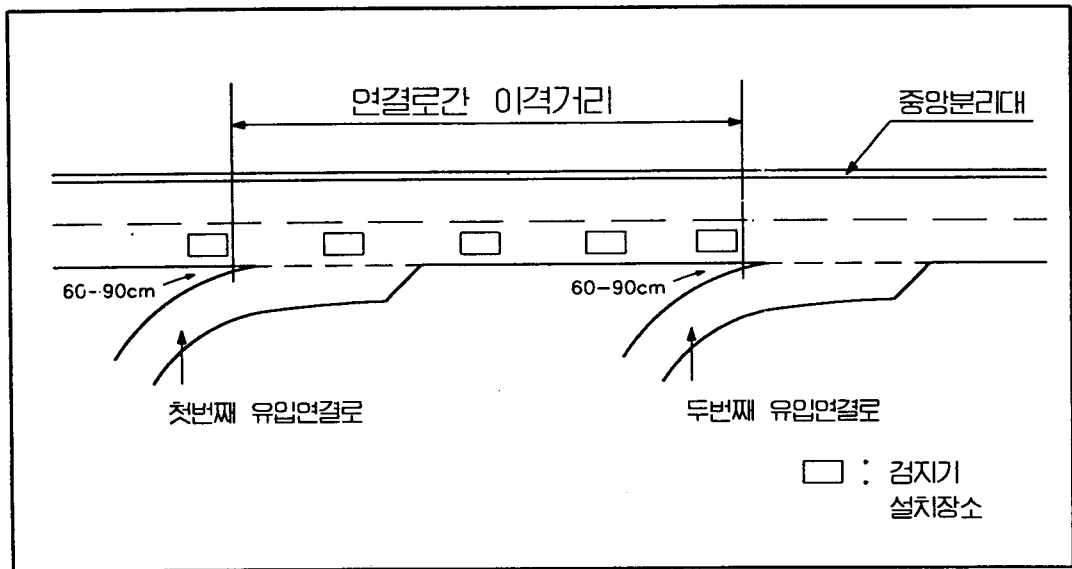 연결로간 이격거리
중앙분리대
60-90cm
60-90cm
첫번째 유입연결로
두번째 유입연결로
: 검지기
설치장소